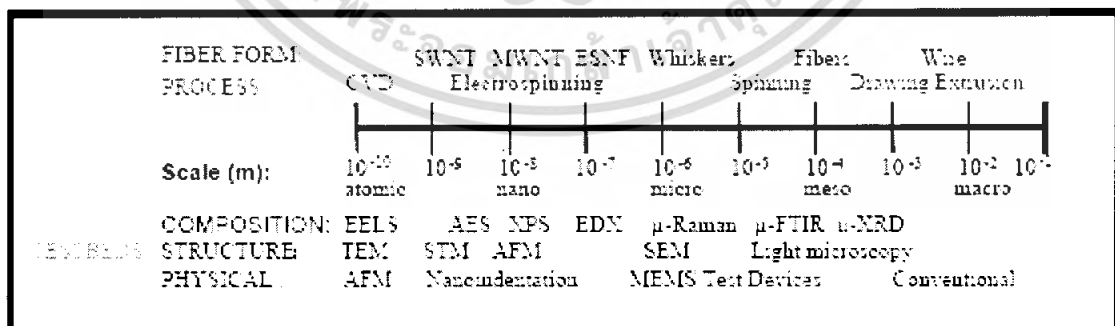 FIBER FORM: SWNT MWNT ESNF Whiskers Fibers Wire
PROCESS CVD Electrospinning Spinning Drawing Extrusion
Scale (m): 10⁻¹⁰ 10⁻⁹ 10⁻⁸ 10⁻⁷ 10⁻⁶ 10⁻⁵ 10⁻⁴ 10⁻³ 10⁻² 10
atomic nano micro meso macro
COMPOSITION: EELS AES XPS EDX μ-Raman μ-FTIR μ-XRD
STRUCTURE: TEM STM AFM SEM Light microscopy
PHYSICAL: AFM Nanoindentation MEMS Test Devices Conventional